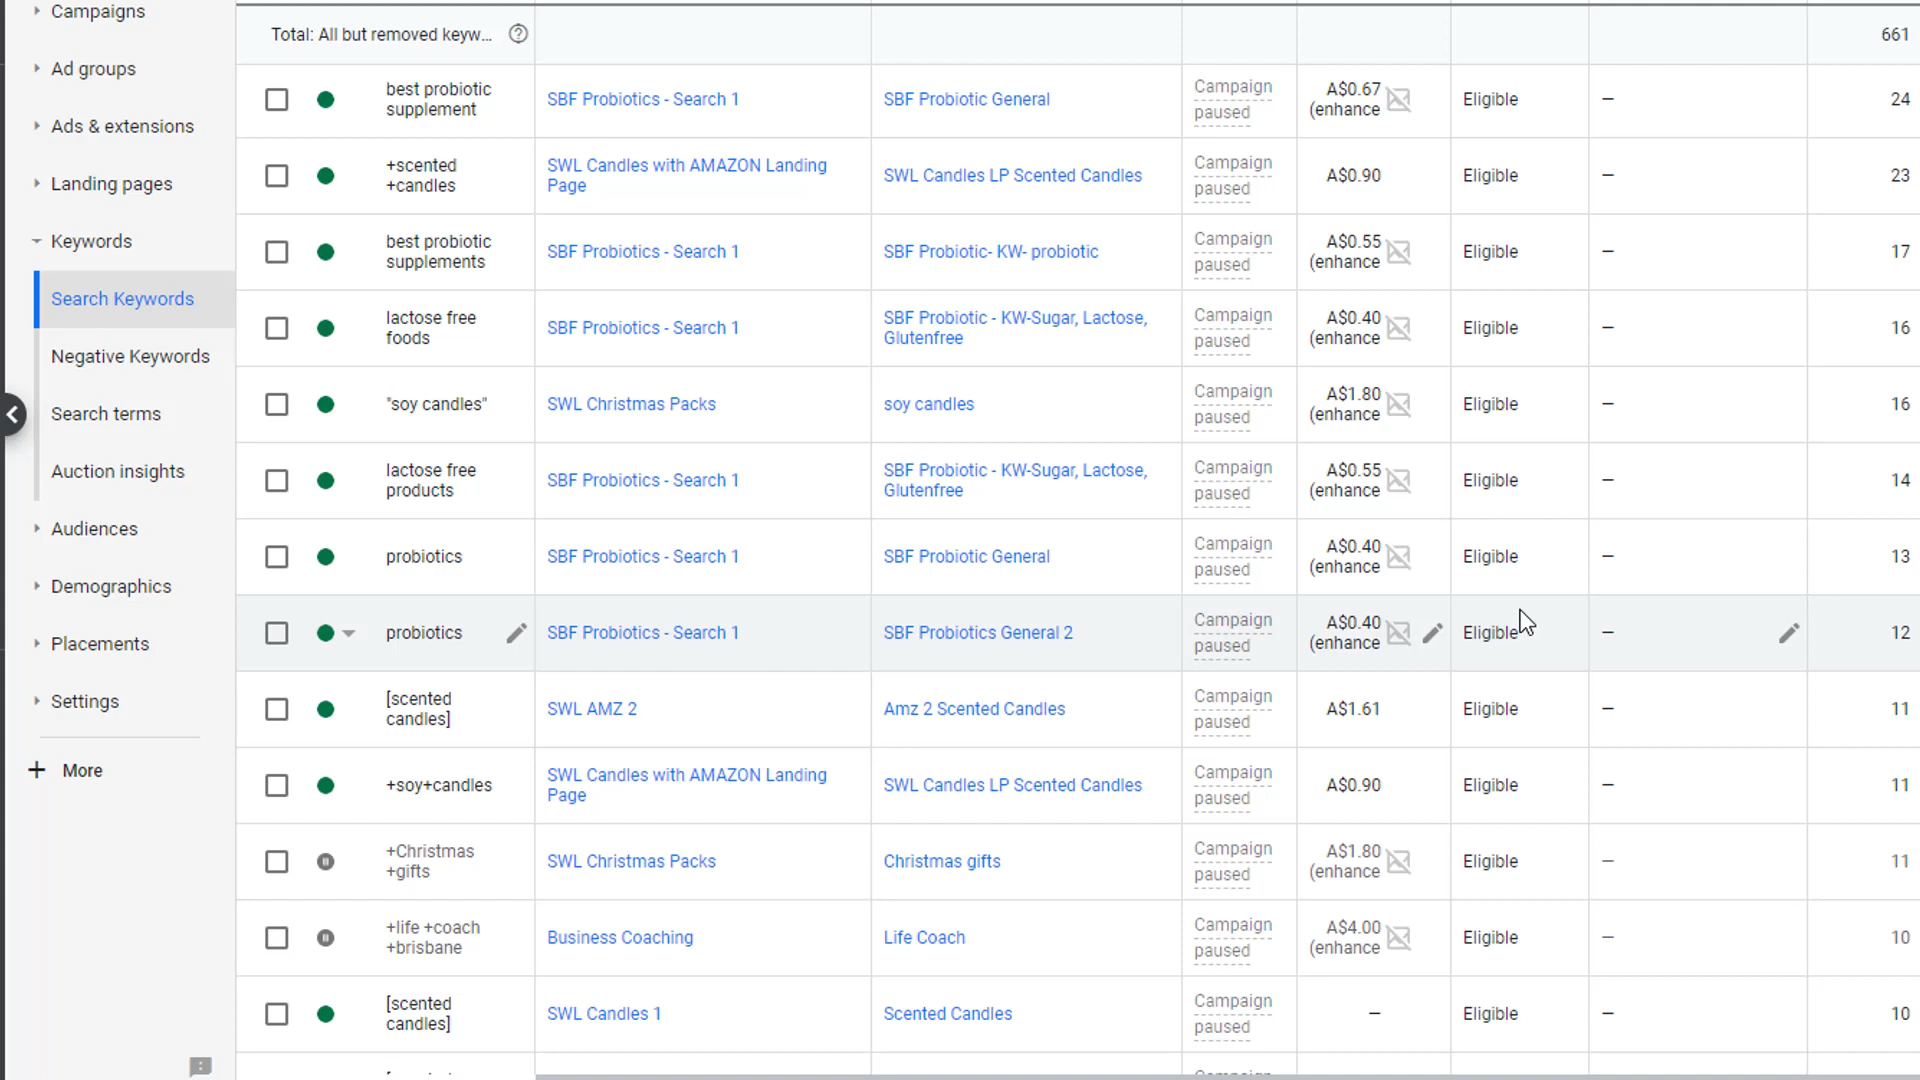 Campaigns
Ad groups
Ads & extensions
Landing pages
Keywords
Search Keywords
Negative Keywords
Search terms
Auction insights
Audiences
Demographics
Placements
Settings
+ More
Total: All but removed keyw... 661
best probiotic
supplement
SBF Probiotics - Search 1
SBF Probiotic General
Campaign
paused
A$0.67
(enhance
Eligible
—
24
+scented
+candles
SWL Candles with AMAZON Landing
Page
SWL Candles LP Scented Candles
Campaign
paused
A$0.90
Eligible
—
23
best probiotic
supplements
SBF Probiotics - Search 1
SBF Probiotic- KW- probiotic
Campaign
paused
A$0.55
(enhance
Eligible
—
17
lactose free
foods
SBF Probiotics - Search 1
SBF Probiotic - KW-Sugar, Lactose,
Glutenfree
Campaign
paused
A$0.40
(enhance
Eligible
—
16
"soy candles"
SWL Christmas Packs
soy candles
Campaign
paused
A$1.80
(enhance
Eligible
—
16
lactose free
products
SBF Probiotics - Search 1
SBF Probiotic - KW-Sugar, Lactose,
Glutenfree
Campaign
paused
A$0.55
(enhance
Eligible
—
14
probiotics
SBF Probiotics - Search 1
SBF Probiotic General
Campaign
paused
A$0.40
(enhance
Eligible
—
13
probiotics
SBF Probiotics - Search 1
SBF Probiotics General 2
Campaign
paused
A$0.40
(enhance
Eligible
—
12
[scented
candles]
SWL AMZ 2
Amz 2 Scented Candles
Campaign
paused
A$1.61
Eligible
—
11
+soy+candles
SWL Candles with AMAZON Landing
Page
SWL Candles LP Scented Candles
Campaign
paused
A$0.90
Eligible
—
11
+Christmas
+gifts
SWL Christmas Packs
Christmas gifts
Campaign
paused
A$1.80
(enhance
Eligible
—
11
+life +coach
+brisbane
Business Coaching
Life Coach
Campaign
paused
A$4.00
(enhance
Eligible
—
10
[scented
candles]
SWL Candles 1
Scented Candles
Campaign
paused
—
Eligible
—
10